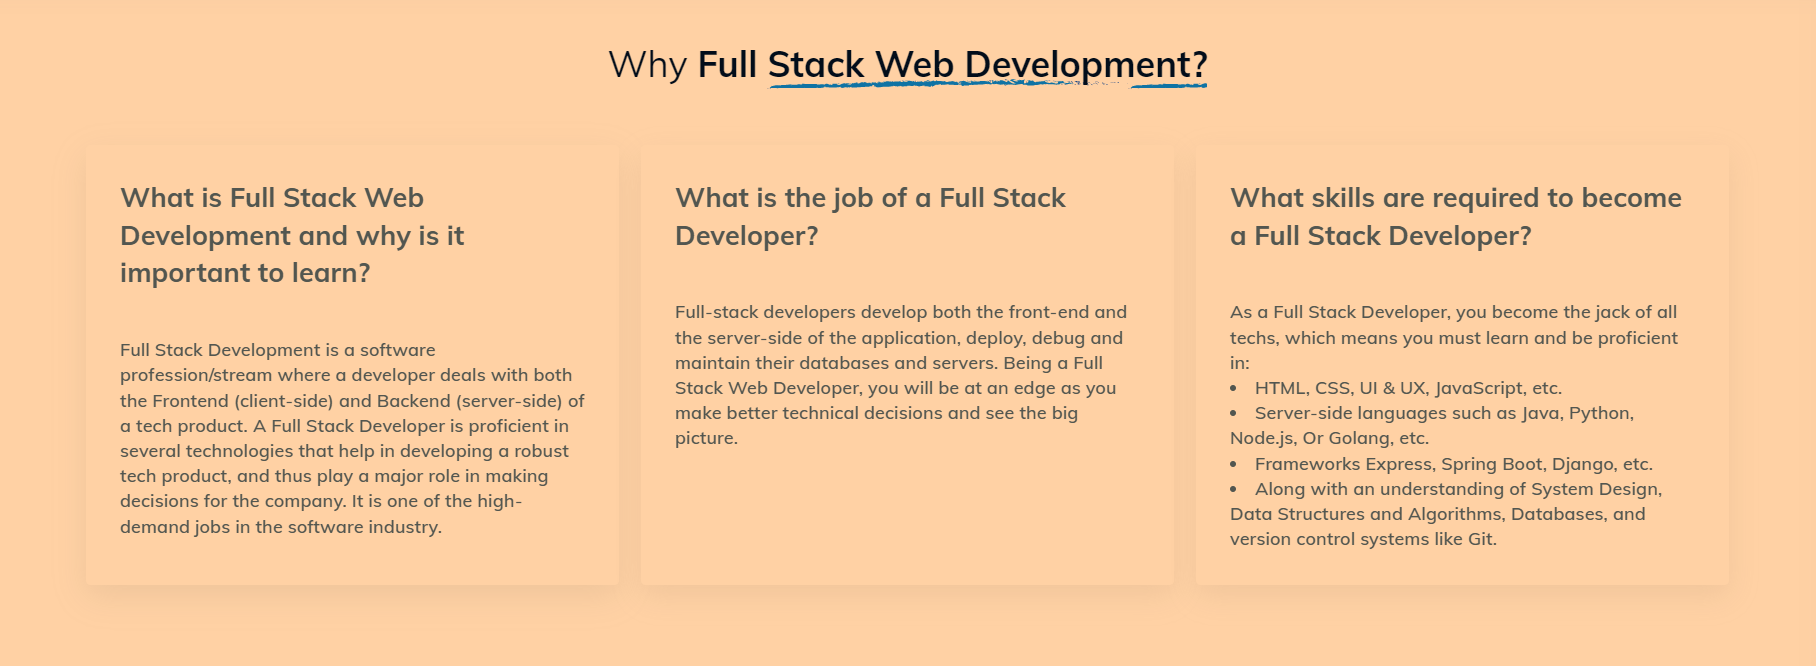 Why Full Stack Web Development?
What is Full Stack Web
Development and why is it
important to learn?
Full Stack Development is a software
profession/stream where a developer deals with both
the Frontend (client-side) and Backend (server-side) of
a tech product. A Full Stack Developer is proficient in
several technologies that help in developing a robust
tech product, and thus play a major role in making
decisions for the company. It is one of the high-
demand jobs in the software industry.
What is the job of a Full Stack
Developer?
Full-stack developers develop both the front-end and
the server-side of the application, deploy, debug and
maintain their databases and servers. Being a Full
Stack Web Developer, you will be at an edge as you
make better technical decisions and see the big
picture.
What skills are required to become
a Full Stack Developer?
As a Full Stack Developer, you become the jack of all
techs, which means you must learn and be proficient
in:
• HTML, CSS, UI & UX, JavaScript, etc.
• Server-side languages such as Java, Python,
Node.js, Or Golang, etc.
• Frameworks Express, Spring Boot, Django, etc.
• Along with an understanding of System Design,
Data Structures and Algorithms, Databases, and
version control systems like Git.